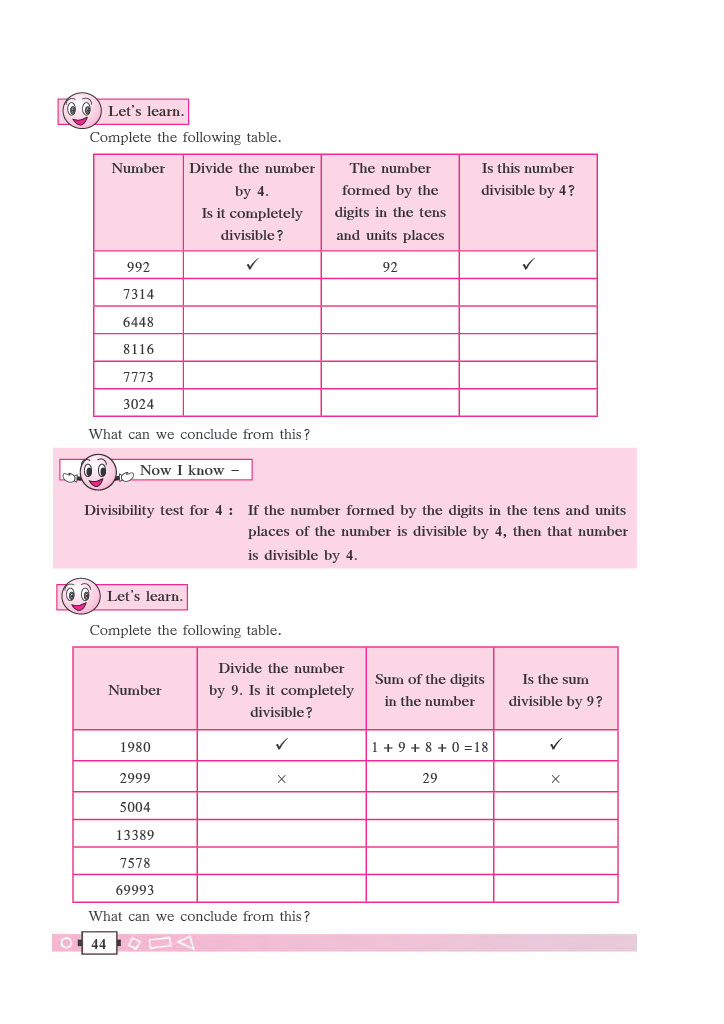 Let's learn.
Complete the following table.
Number Divide the number by 4. Is it completely divisible? The number formed by the digits in the tens and units places Is this number divisible by 4?
992 ✓ 92 ✓
7314
6448
8116
7773
3024
What can we conclude from this?
Now I know –
Divisibility test for 4 : If the number formed by the digits in the tens and units
places of the number is divisible by 4, then that number
is divisible by 4.
Let's learn.
Complete the following table.
Number Divide the number by 9. Is it completely divisible? Sum of the digits in the number Is the sum divisible by 9?
1980 ✓ 1 + 9 + 8 + 0 =18 ✓
2999 × 29 ×
5004
13389
7578
69993
What can we conclude from this?
44